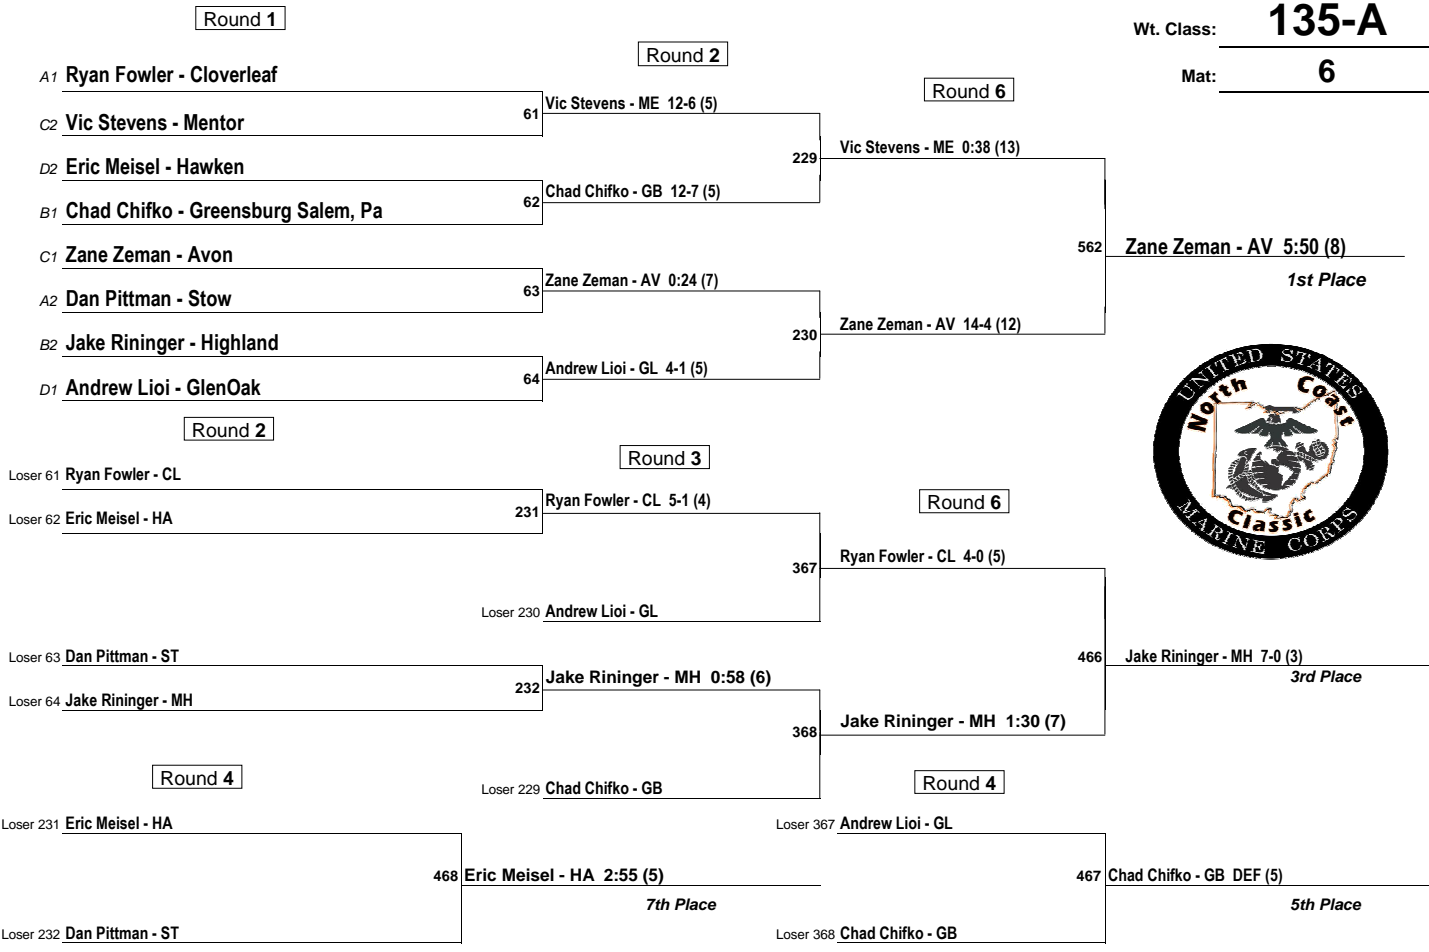 Round 1
Wt. Class: 135-A
Round 2
Mat: 6
A1 Ryan Fowler - Cloverleaf
Round 6
Vic Stevens - ME 12-6 (5)
61
C2 Vic Stevens - Mentor
Vic Stevens - ME 0:38 (13)
229
D2 Eric Meisel - Hawken
Chad Chifko - GB 12-7 (5)
62
B1 Chad Chifko - Greensburg Salem, Pa
562 Zane Zeman - AV 5:50 (8)
1st Place
C1 Zane Zeman - Avon
Zane Zeman - AV 0:24 (7)
63
A2 Dan Pittman - Stow
Zane Zeman - AV 14-4 (12)
230
B2 Jake Rininger - Highland
Andrew Lioi - GL 4-1 (5)
64
D1 Andrew Lioi - GlenOak
UNITED STATES
North Coast
Classic
MARINE CORPS
Round 2
Round 3
Loser 61 Ryan Fowler - CL
Round 6
231 Ryan Fowler - CL 5-1 (4)
Loser 62 Eric Meisel - HA
Ryan Fowler - CL 4-0 (5)
367
Loser 230 Andrew Lioi - GL
Loser 63 Dan Pittman - ST
466 Jake Rininger - MH 7-0 (3)
3rd Place
232 Jake Rininger - MH 0:58 (6)
Loser 64 Jake Rininger - MH
368 Jake Rininger - MH 1:30 (7)
Round 4
Loser 229 Chad Chifko - GB
Round 4
Loser 231 Eric Meisel - HA
Loser 367 Andrew Lioi - GL
468 Eric Meisel - HA 2:55 (5)
7th Place
467 Chad Chifko - GB DEF (5)
5th Place
Loser 232 Dan Pittman - ST
Loser 368 Chad Chifko - GB